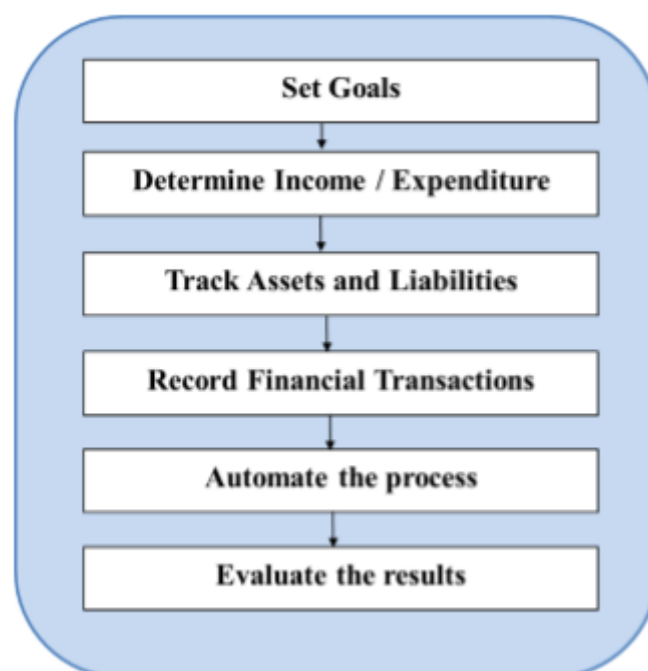 Set Goals
Determine Income / Expenditure
Track Assets and Liabilities
Record Financial Transactions
Automate the process
Evaluate the results